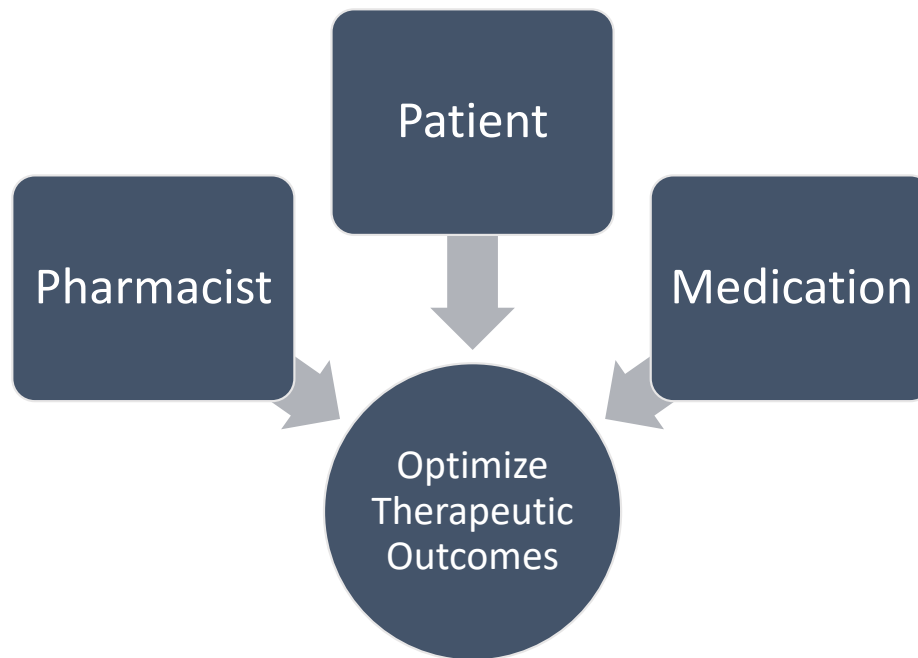 Patient
Pharmacist
Medication
Optimize
Therapeutic
Outcomes